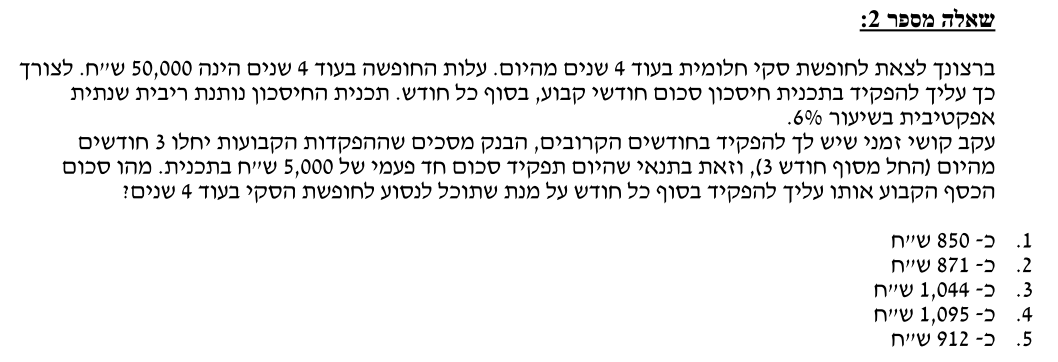 שאלה מספר 2:
ברצונך לצאת לחופשת סקי חלומית בעוד 4 שנים מהיום. עלות החופשה בעוד 4 שנים הינה 50,000 ש״ח. לצורך
כך עליך להפקיד בתכנית חיסכון סכום חודשי קבוע, בסוף כל חודש. תכנית החיסכון נותנת ריבית שנתית
אפקטיבית בשיעור 6%.
עקב קושי זמני שיש לך להפקיד בחודשים הקרובים, הבנק מסכים שההפקדות הקבועות יחלו 3 חודשים
מהיום (החל מסוף חודש 3), וזאת בתנאי שהיום תפקיד סכום חד פעמי של 5,000 ש״ח בתכנית. מהו סכום
הכסף הקבוע אותו עליך להפקיד בסוף כל חודש על מנת שתוכל לנסוע לחופשת הסקי בעוד 4 שנים?
1. כ- 850 ש״ח
2. כ- 871 ש״ח
3. כ- 1,044 ש״ח
4. כ- 1,095 ש״ח
5. כ- 912 ש״ח